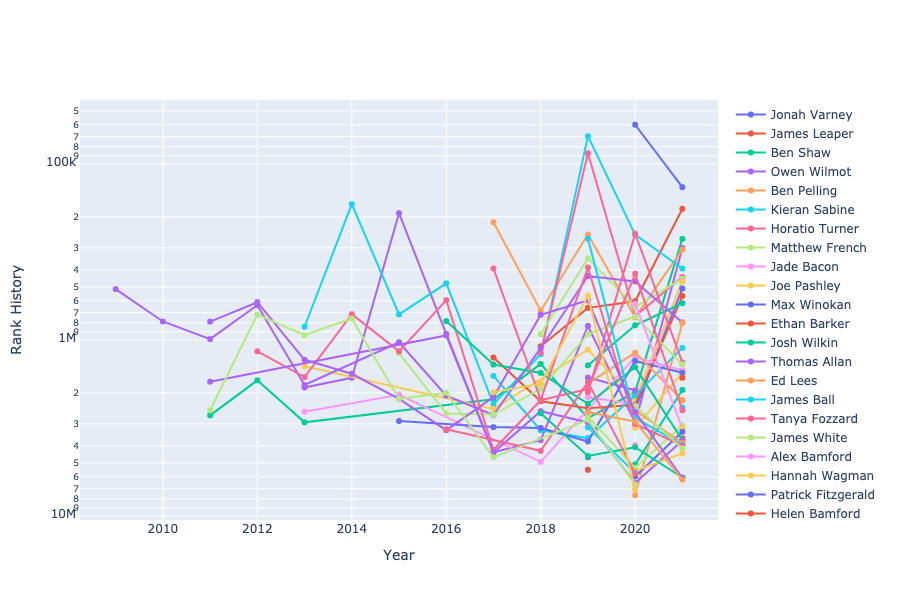 5
6
7
8
9
100k
2
3
4
5
6
7
8
9
1M
2
3
4
5
6
7
8
9
10M
2010
2012
2014
2016
2018
2020
Year
Rank History
Jonah Varney
James Leaper
Ben Shaw
Owen Wilmot
Ben Pelling
Kieran Sabine
Horatio Turner
Matthew French
Jade Bacon
Joe Pashley
Max Winokan
Ethan Barker
Josh Wilkin
Thomas Allan
Ed Lees
James Ball
Tanya Fozzard
James White
Alex Bamford
Hannah Wagman
Patrick Fitzgerald
Helen Bamford